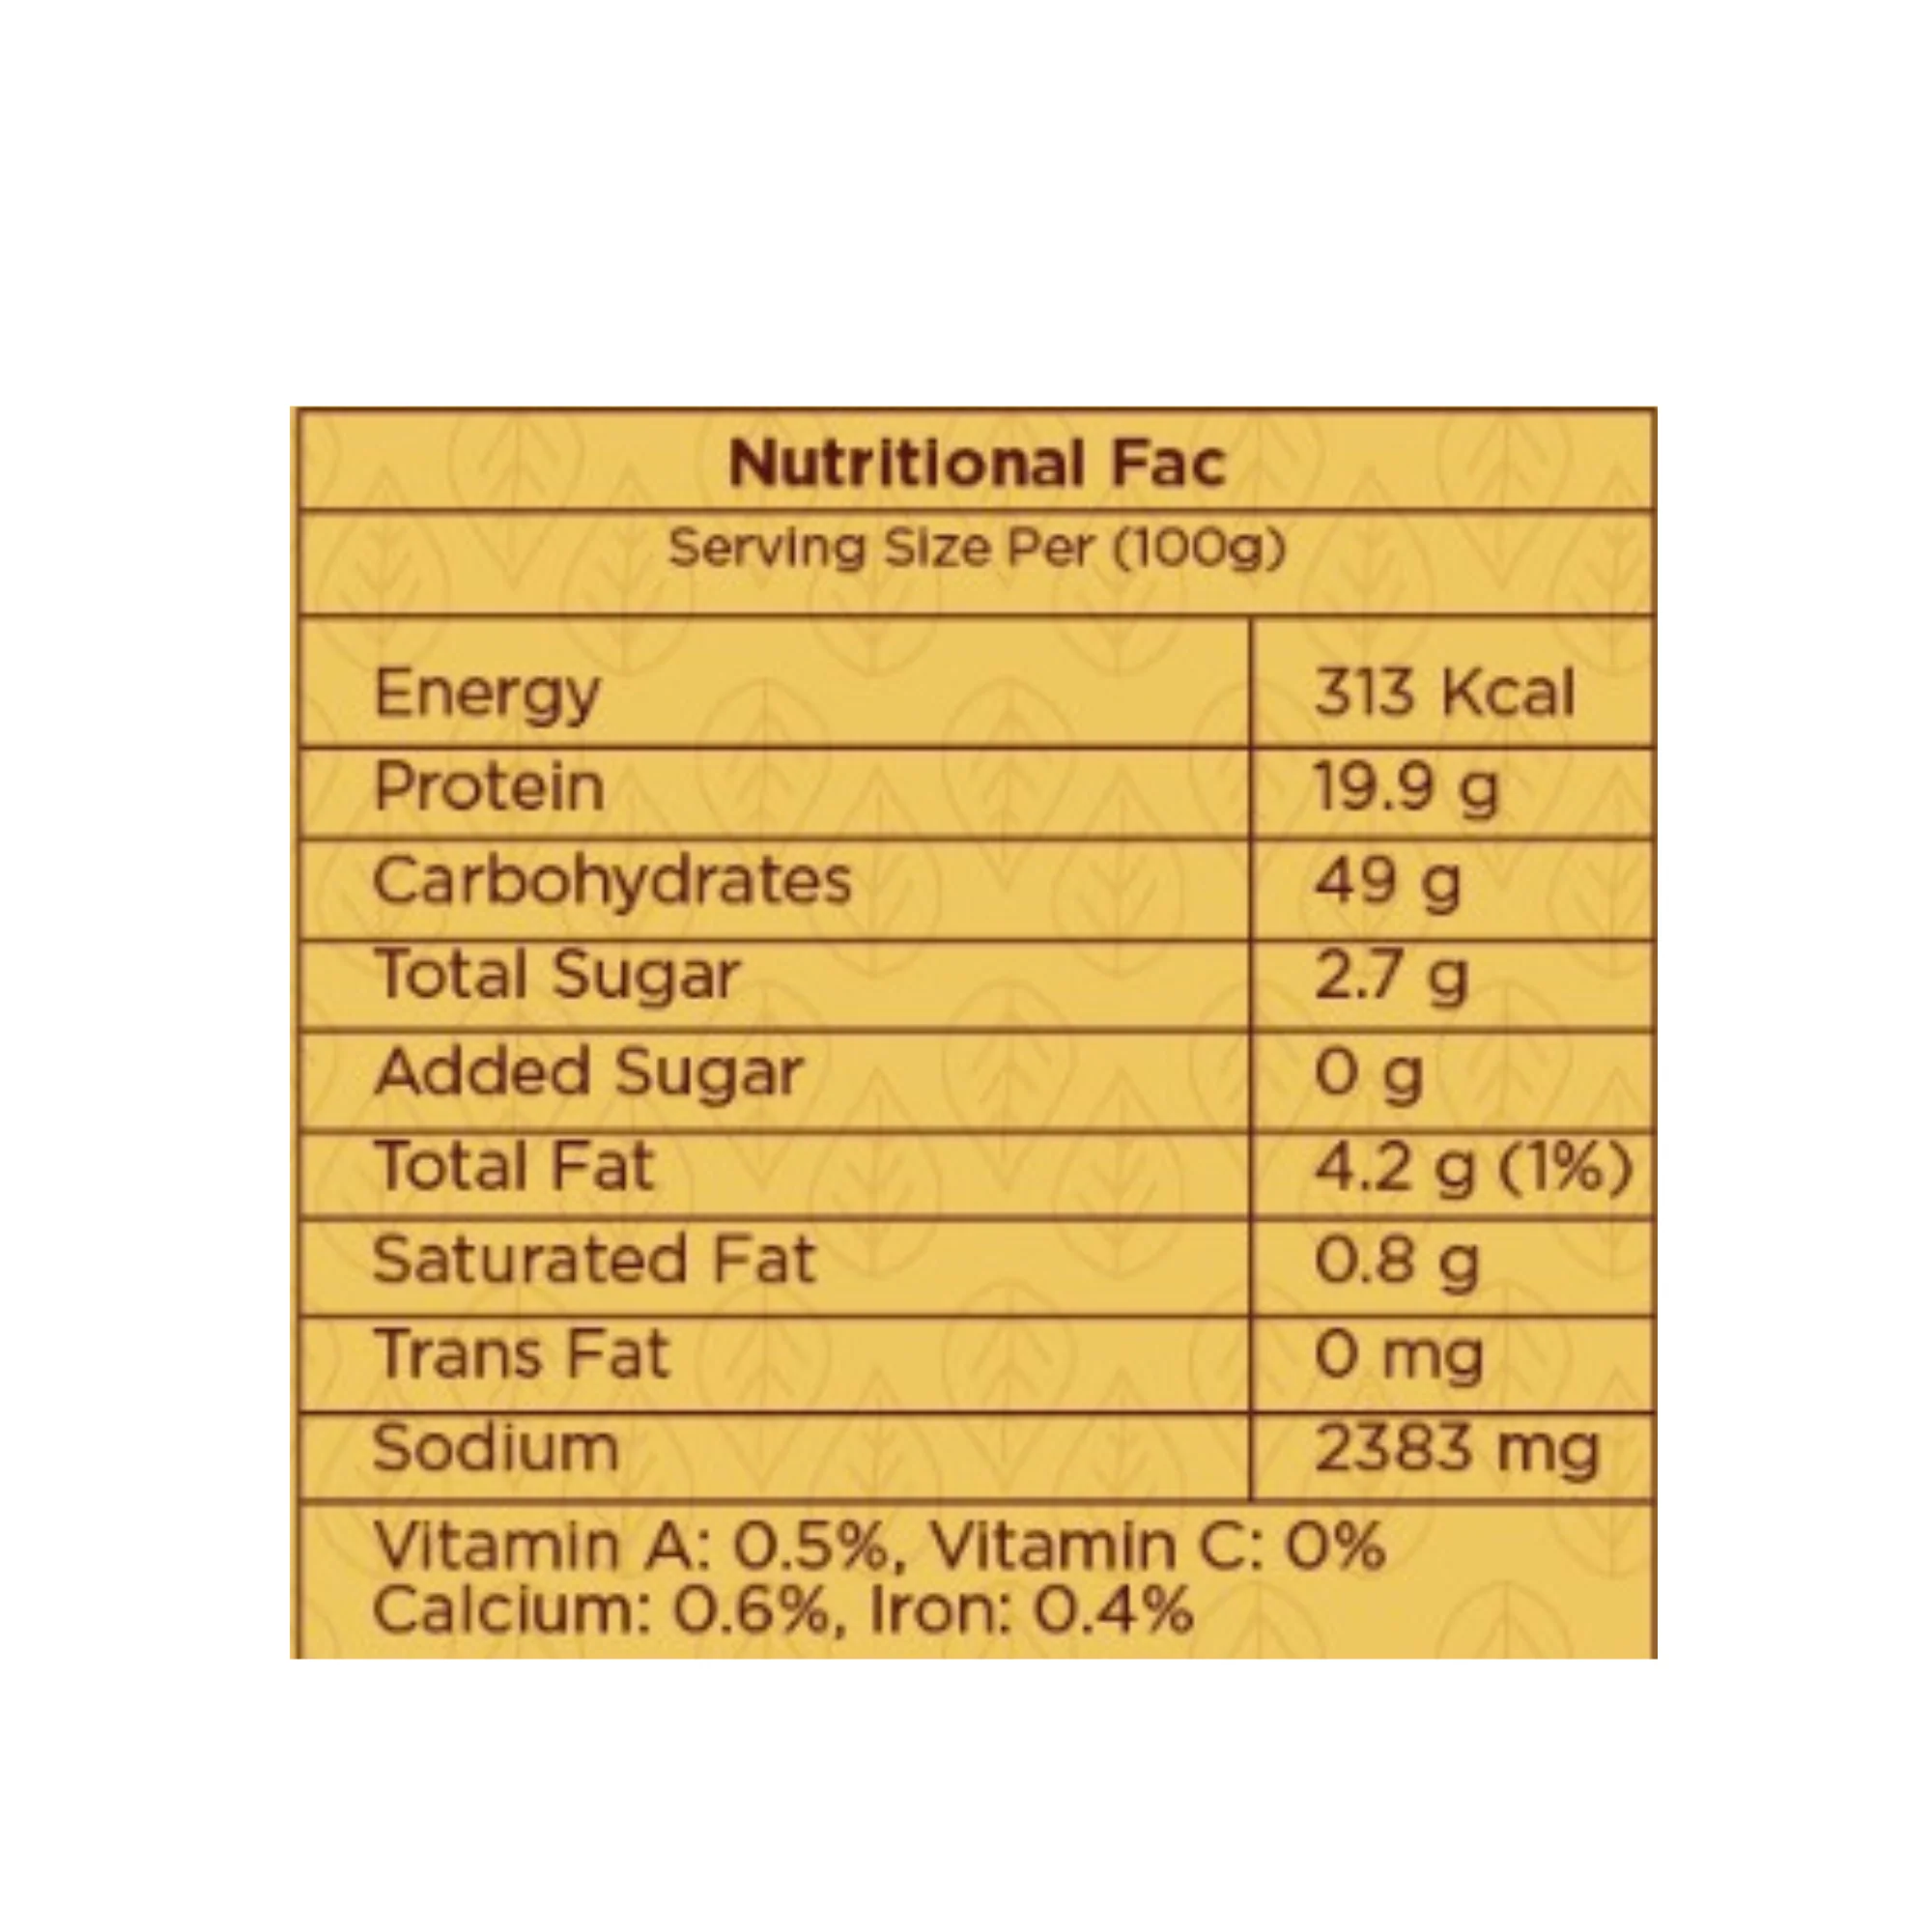 Nutritional Fac
Serving Size Per (100g)
Energy 313 Kcal
Protein 19.9 g
Carbohydrates 49 g
Total Sugar 2.7 g
Added Sugar 0 g
Total Fat 4.2 g (1%)
Saturated Fat 0.8 g
Trans Fat 0 mg
Sodium 2383 mg
Vitamin A: 0.5%, Vitamin C: 0%
Calcium: 0.6%, Iron: 0.4%